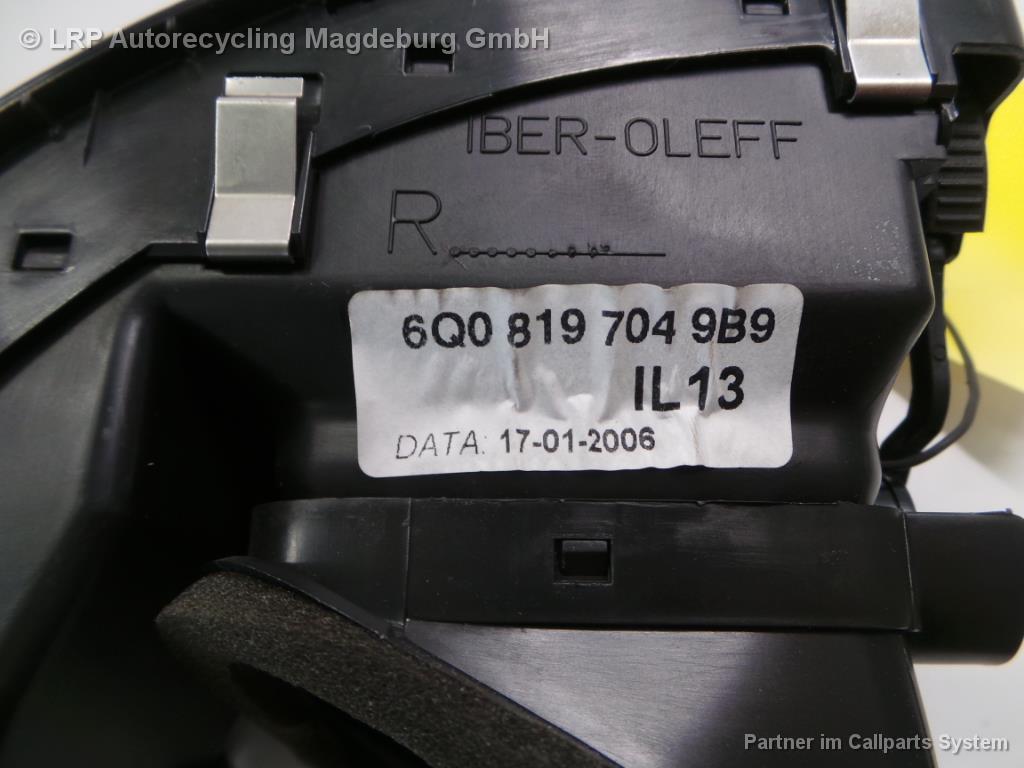 © LRP Autorecycling Magdeburg GmbH
IBER-OLEFF
R
6Q0 819 704 9B9
IL13
DATA: 17-01-2006
Partner im Callparts System